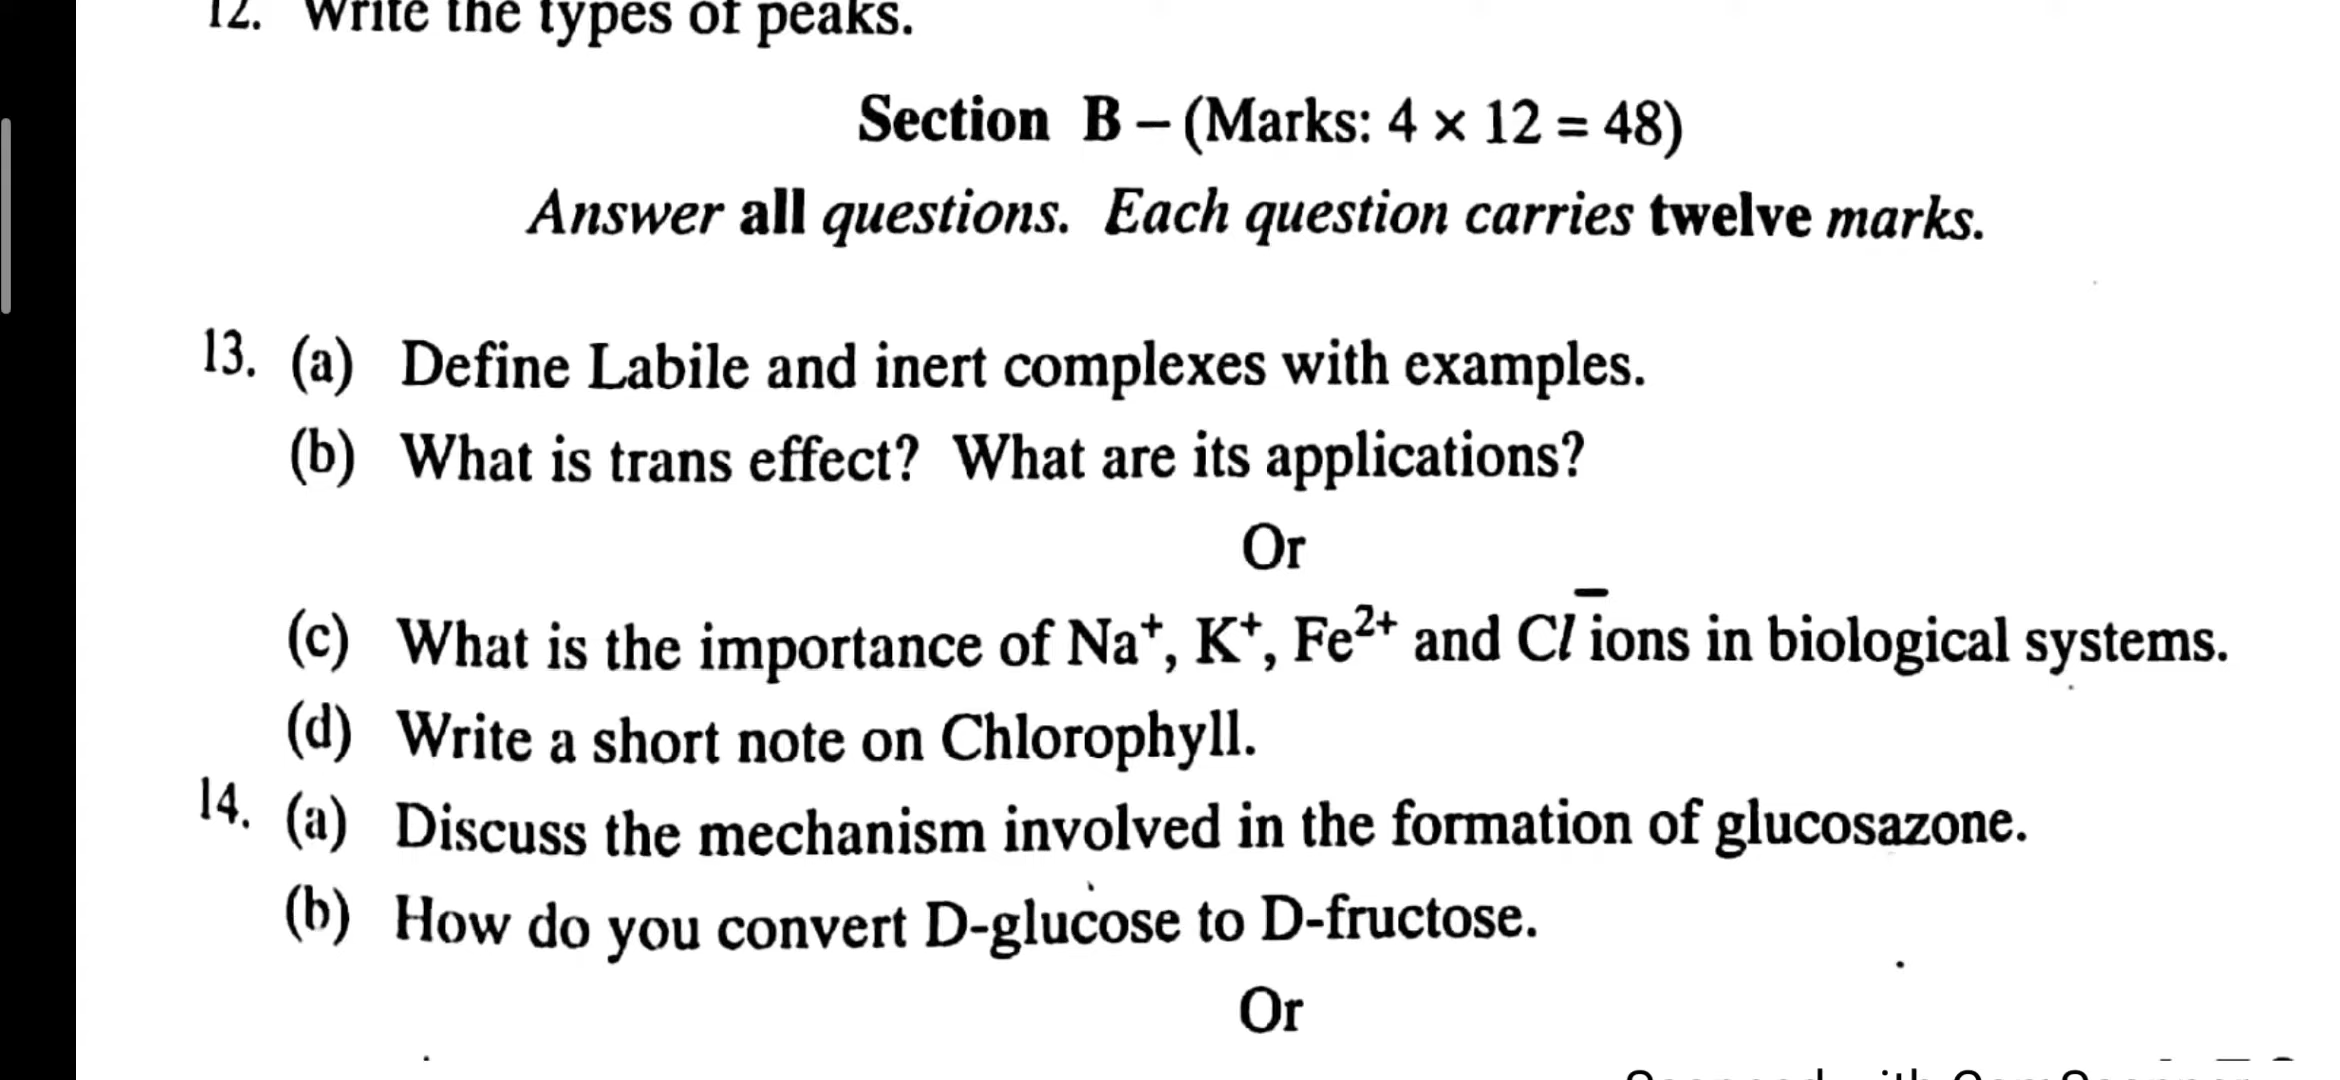 12. Write the types of peaks.
Section B – (Marks: 4 × 12 = 48)
Answer all questions. Each question carries twelve marks.
13. (a) Define Labile and inert complexes with examples.
(b) What is trans effect? What are its applications?
Or
(c) What is the importance of Na⁺, K⁺, Fe²⁺ and Cl⁻ ions in biological systems.
(d) Write a short note on Chlorophyll.
14. (a) Discuss the mechanism involved in the formation of glucosazone.
(b) How do you convert D-glucose to D-fructose.
Or